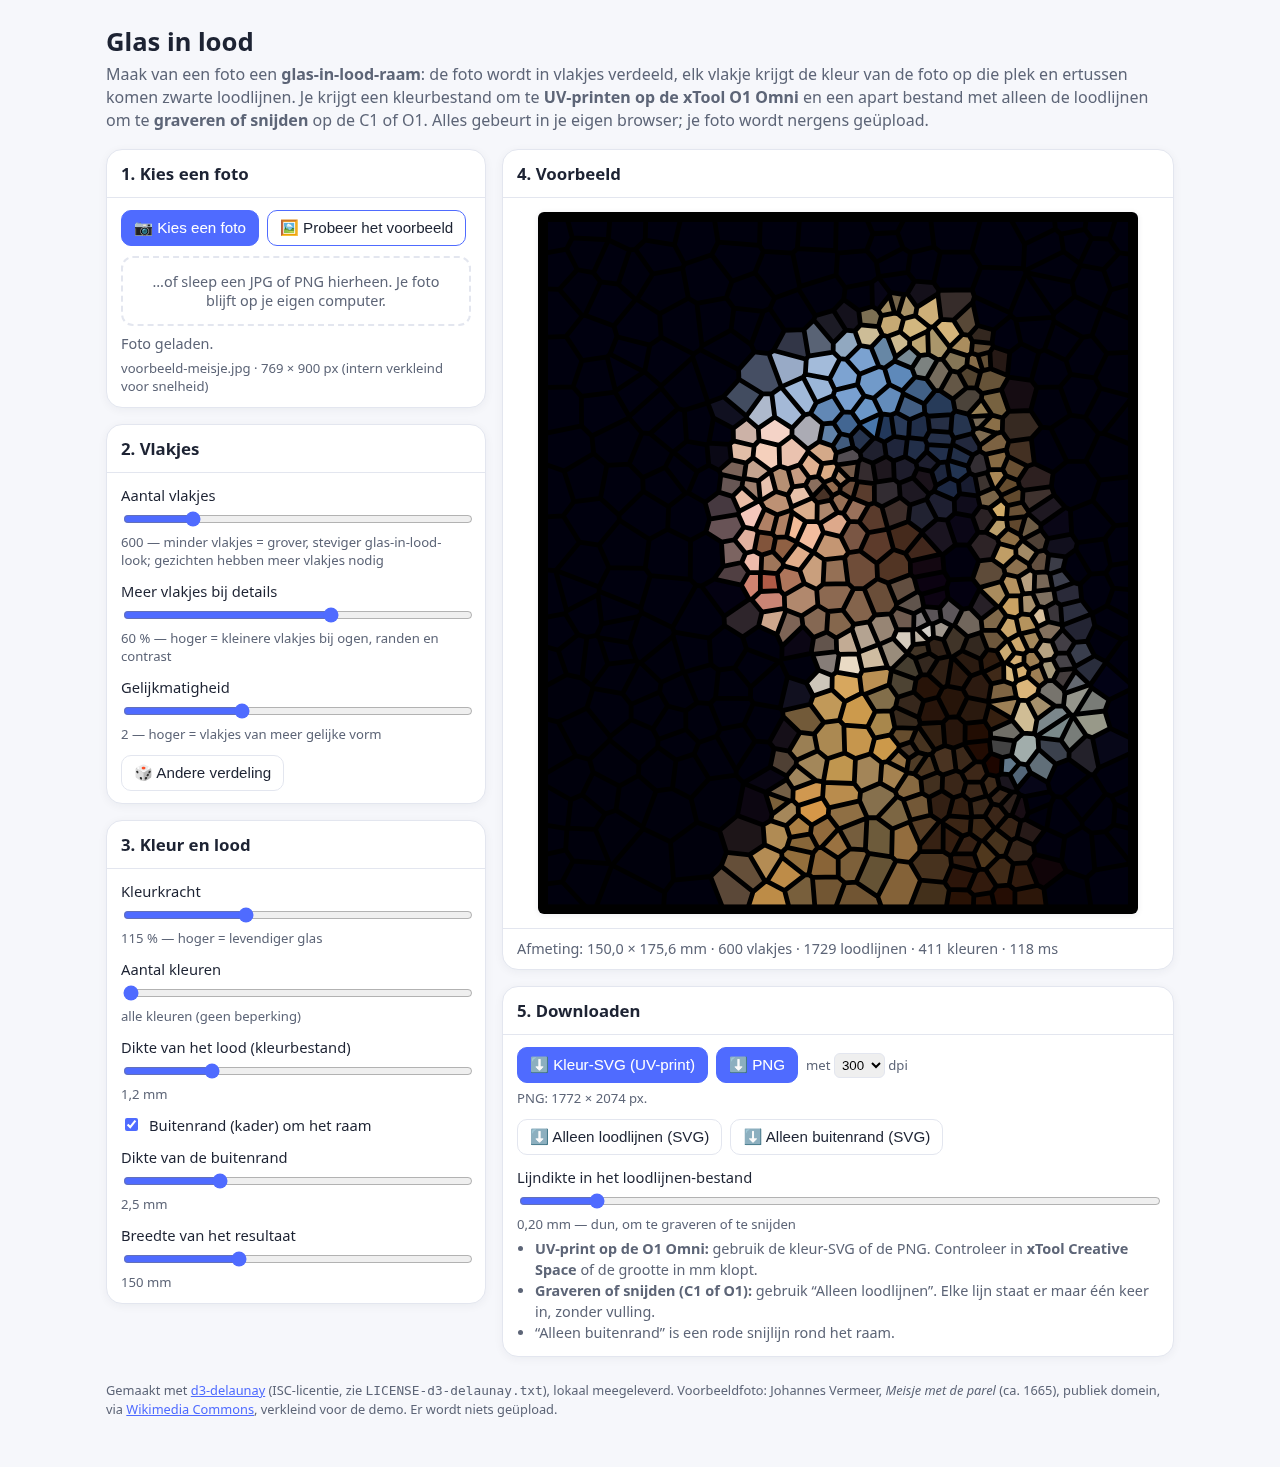 Glas in lood
Maak van een foto een glas-in-lood-raam: de foto wordt in vlakjes verdeeld, elk vlakje krijgt de kleur van de foto op die plek en ertussen
komen zwarte loodlijnen. Je krijgt een kleurbestand om te UV-printen op de xTool O1 Omni en een apart bestand met alleen de loodlijnen
om te graveren of snijden op de C1 of O1. Alles gebeurt in je eigen browser; je foto wordt nergens geüpload.
1. Kies een foto
📷 Kies een foto
🖼️ Probeer het voorbeeld
…of sleep een JPG of PNG hierheen. Je foto
blijft op je eigen computer.
Foto geladen.
voorbeeld-meisje.jpg · 769 × 900 px (intern verkleind
voor snelheid)
2. Vlakjes
Aantal vlakjes
600 — minder vlakjes = grover, steviger glas-in-lood-
look; gezichten hebben meer vlakjes nodig
Meer vlakjes bij details
60 % — hoger = kleinere vlakjes bij ogen, randen en
contrast
Gelijkmatigheid
2 — hoger = vlakjes van meer gelijke vorm
🎲 Andere verdeling
3. Kleur en lood
Kleurkracht
115 % — hoger = levendiger glas
Aantal kleuren
alle kleuren (geen beperking)
Dikte van het lood (kleurbestand)
1,2 mm
Buitenrand (kader) om het raam
Dikte van de buitenrand
2,5 mm
Breedte van het resultaat
150 mm
4. Voorbeeld
Afmeting: 150,0 × 175,6 mm · 600 vlakjes · 1729 loodlijnen · 411 kleuren · 118 ms
5. Downloaden
⬇️ Kleur-SVG (UV-print)
⬇️ PNG
met 300 dpi
PNG: 1772 × 2074 px.
⬇️ Alleen loodlijnen (SVG)
⬇️ Alleen buitenrand (SVG)
Lijndikte in het loodlijnen-bestand
0,20 mm — dun, om te graveren of te snijden
• UV-print op de O1 Omni: gebruik de kleur-SVG of de PNG. Controleer in xTool Creative
Space of de grootte in mm klopt.
• Graveren of snijden (C1 of O1): gebruik “Alleen loodlijnen”. Elke lijn staat er maar één keer
in, zonder vulling.
• “Alleen buitenrand” is een rode snijlijn rond het raam.
Gemaakt met d3-delaunay (ISC-licentie, zie LICENSE-d3-delaunay.txt), lokaal meegeleverd. Voorbeeldfoto: Johannes Vermeer, Meisje met de parel (ca. 1665), publiek domein,
via Wikimedia Commons, verkleind voor de demo. Er wordt niets geüpload.